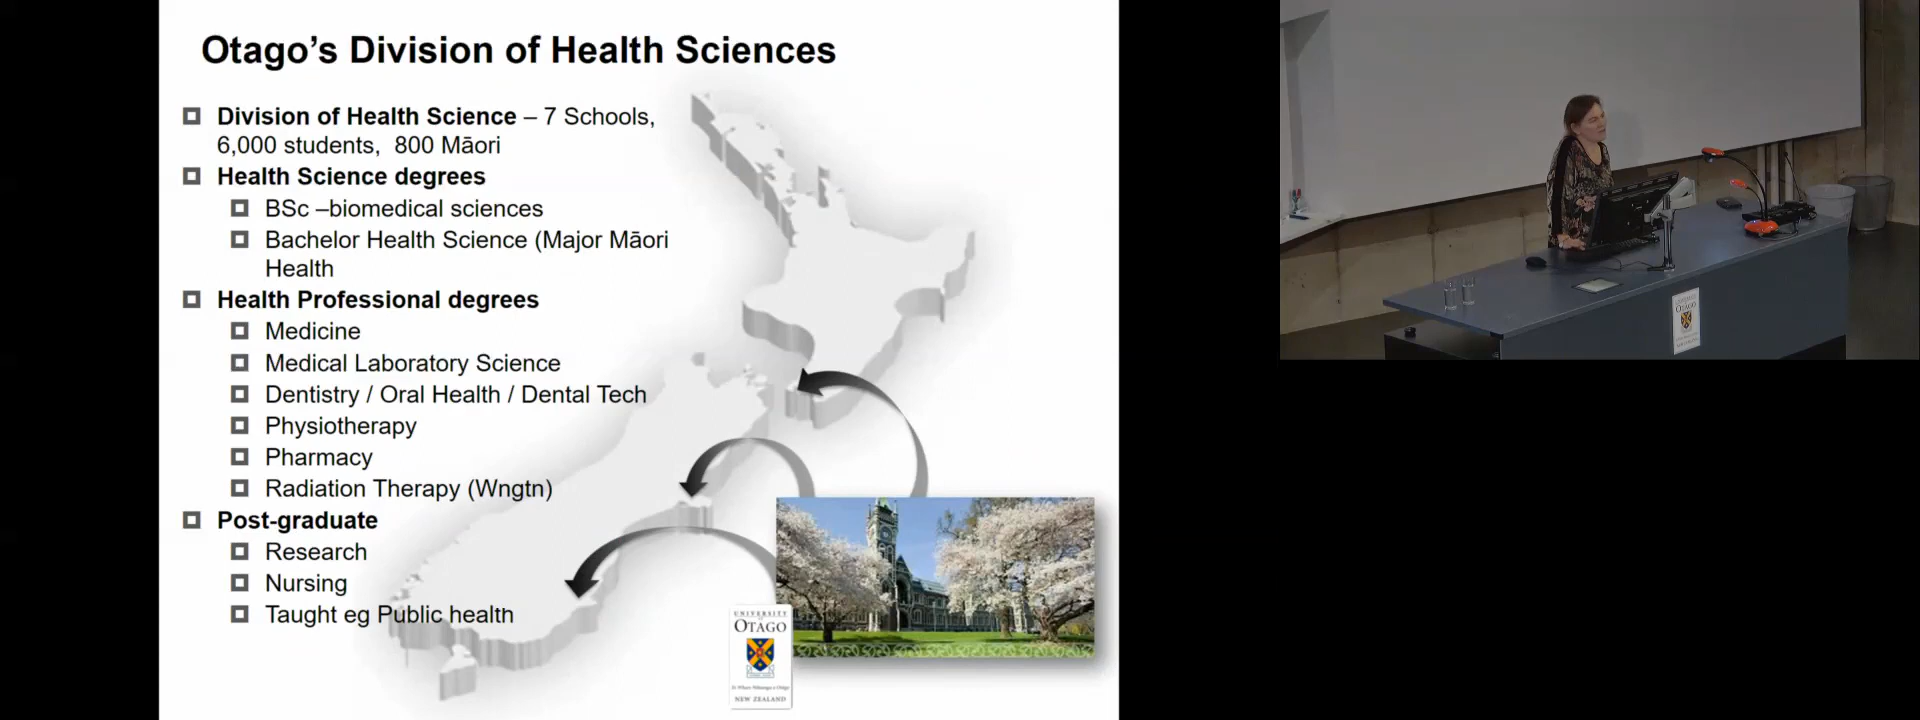 Otago's Division of Health Sciences
Division of Health Science – 7 Schools,
6,000 students, 800 Māori
Health Science degrees
BSc –biomedical sciences
Bachelor Health Science (Major Māori
Health
Health Professional degrees
Medicine
Medical Laboratory Science
Dentistry / Oral Health / Dental Tech
Physiotherapy
Pharmacy
Radiation Therapy (Wngtn)
Post-graduate
Research
Nursing
Taught eg Public health
UNIVERSITY
OTAGO
NEW ZEALAND
OTAGO